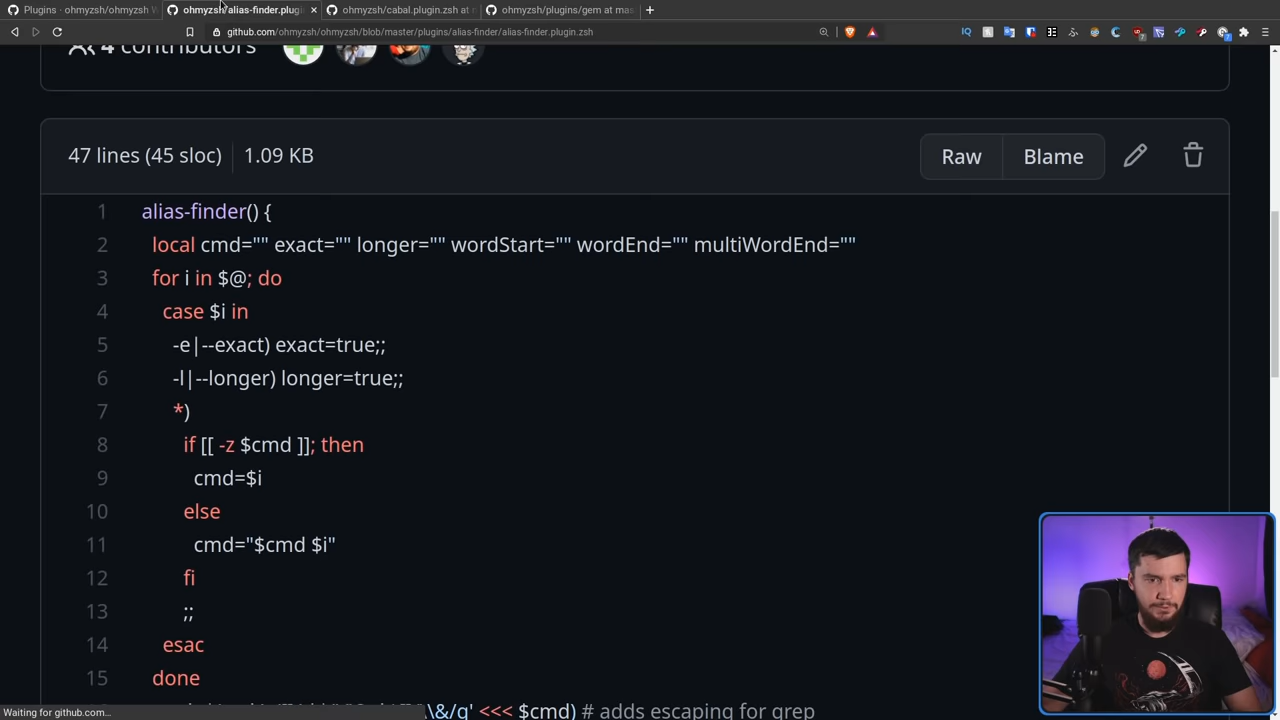 Plugins · ohmyzsh/ohmyzsh W
ohmyzsh/alias-finder.plugi
ohmyzsh/cabal.plugin.zsh at m
ohmyzsh/plugins/gem at mas
github.com/ohmyzsh/ohmyzsh/blob/master/plugins/alias-finder/alias-finder.plugin.zsh
4 contributors
47 lines (45 sloc) 1.09 KB
Raw Blame
1 alias-finder() {
2 local cmd="" exact="" longer="" wordStart="" wordEnd="" multiWordEnd=""
3 for i in $@; do
4 case $i in
5 -e|--exact) exact=true;;
6 -l|--longer) longer=true;;
7 *)
8 if [[ -z $cmd ]]; then
9 cmd=$i
10 else
11 cmd="$cmd $i"
12 fi
13 ;;
14 esac
15 done
\&/g' <<< $cmd) # adds escaping for grep
Waiting for github.com...